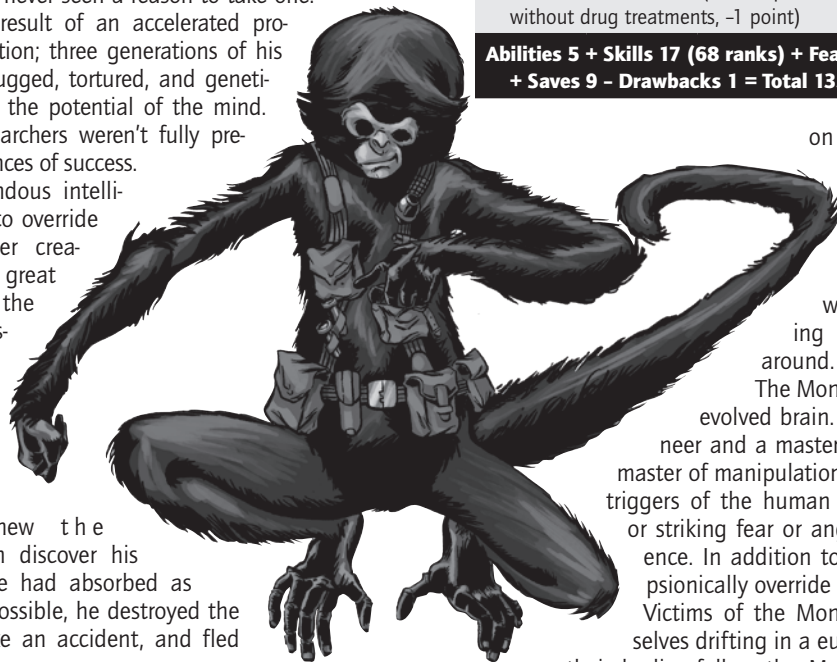 never seen a reason to take one.
result of an accelerated pro-
tion; three generations of his
ugged, tortured, and geneti-
the potential of the mind.
archers weren't fully pre-
nces of success.
ndous intelli-
to override
er crea-
great
the
s-
new the
n discover his
e had absorbed as
ossible, he destroyed the
e an accident, and fled
without drug treatments, –1 point)
Abilities 5 + Skills 17 (68 ranks) + Fea
+ Saves 9 – Drawbacks 1 = Total 13
on
w
ing
around.
The Mon
evolved brain.
neer and a master
master of manipulation
triggers of the human
or striking fear or an
ence. In addition to
psionically override
Victims of the Mon
selves drifting in a eu